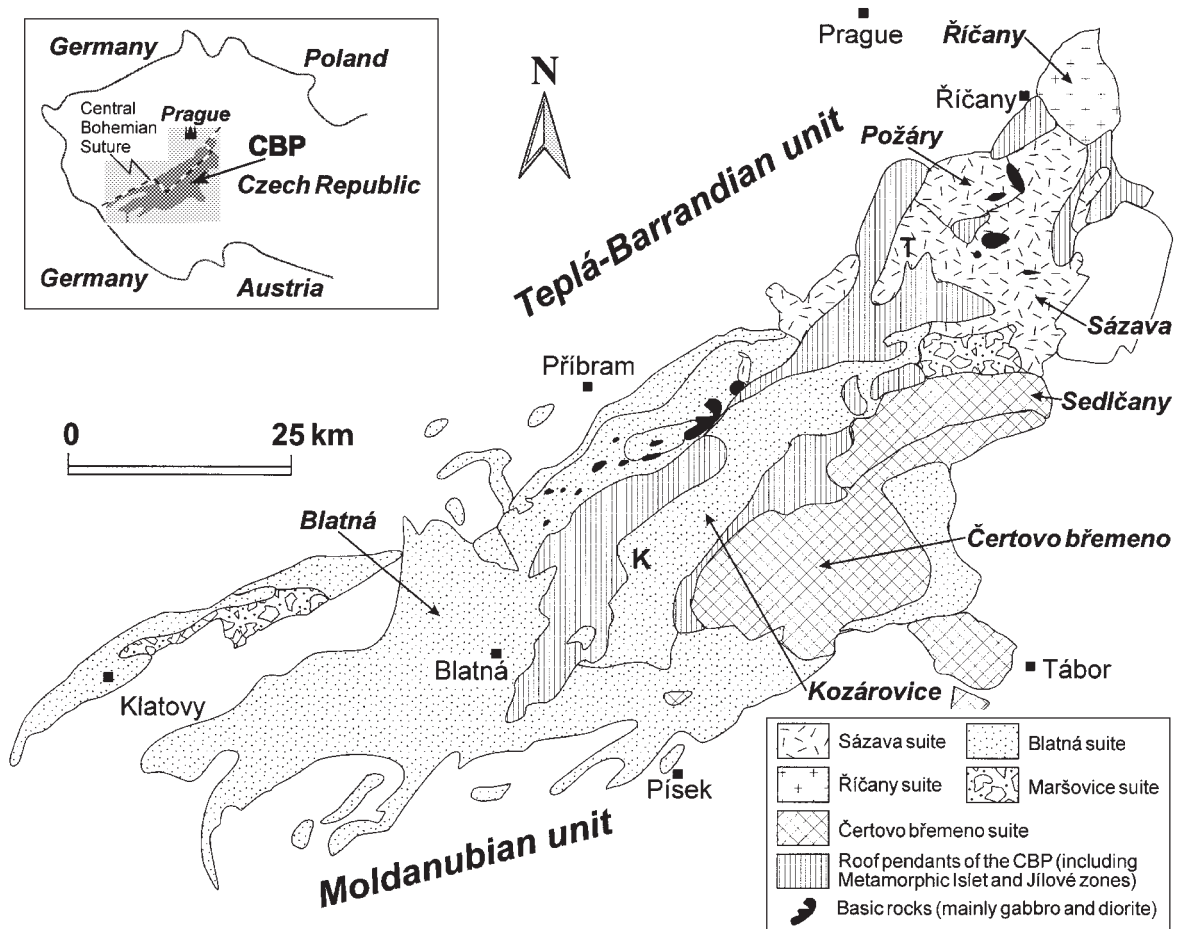 Germany
Poland
Central
Bohemian
Suture
Prague
CBP
Czech Republic
Germany
Austria
N
Prague
Říčany
Říčany
Požáry
Teplá-Barrandian unit
T
Sázava
Příbram
Sedlčany
0 25 km
Blatná
Čertovo břemeno
K
Blatná
Tábor
Klatovy
Kozárovice
Písek
Moldanubian unit
Sázava suite
Blatná suite
Říčany suite
Maršovice suite
Čertovo břemeno suite
Roof pendants of the CBP (including
Metamorphic Islet and Jílové zones)
Basic rocks (mainly gabbro and diorite)